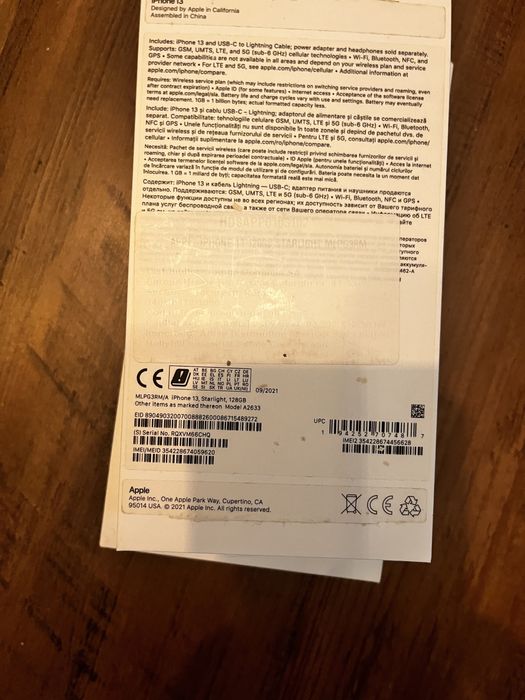 iPhone 13
Designed by Apple in California
Assembled in China
Includes: iPhone 13 and USB-C to Lightning Cable; power adapter and headphones sold separately.
Supports: GSM, UMTS, LTE, and 5G (sub-6 GHz) • Wi-Fi, Bluetooth, NFC, and
GPS • Some capabilities are not available in all areas and depend on your wireless plan and service
provider network • For LTE and 5G, see apple.com/iphone/cellular • Additional information at
apple.com/iphone/compare.
Requires: Wireless service plan (which may include restrictions on switching service providers and roaming, even
after contract expiration) • Apple ID (for some features) • Internet access • Acceptance of the software license
terms at apple.com/legal/sla. Battery life and charge cycles vary with use and settings. Battery may eventually
need replacement. 1GB = 1 billion bytes; actual formatted capacity less.
Include: iPhone 13 și cablu USB-C – Lightning; adaptorul de alimentare și căștile se comercializează
separat. Compatibile: tehnologiile celulare GSM, UMTS, LTE și 5G (sub-6 GHz) • Wi-Fi, Bluetooth,
NFC și GPS • Unele funcționalități nu sunt disponibile în toate zonele și depind de pachetul dvs. de
servicii wireless și de rețeaua furnizorului de servicii • Pentru LTE și 5G, consultați apple.com/iphone/
cellular • Informații suplimentare la apple.com/ro/iphone/compare.
Necesită: Pachet de servicii wireless (care poate include restricții privind schimbarea furnizorilor de servicii și
roaming, chiar și după expirarea perioadei contractuale) • ID Apple (pentru unele funcționalități) • Acces la internet
• Acceptarea termenilor licenței software de la apple.com/legal/sla. Autonomia bateriei și numărul ciclurilor
de încărcare variază în funcție de modul de utilizare și de configurări. Bateria poate necesita la un moment dat
înlocuirea. 1 GB = 1 miliard de byți; capacitatea formatată reală este mai mică.
Содержит: iPhone 13 и кабель Lightning — USB-C; адаптер питания и наушники продаются
отдельно. Поддерживаются: GSM, UMTS, LTE и 5G (sub-6 GHz) • Wi-Fi, Bluetooth, NFC и GPS •
Некоторые функции доступны не во всех регионах; их доступность зависит от Вашего тарифного
плана услуг беспроводной связи, а также от сети Вашего оператора связи • Информацию об LTE
CE
AT BE BG CH CY CZ DE
09/2021
MLPG3RM/A iPhone 13, Starlight, 128GB
Other items as marked thereon Model A2633
EID 89049032007008882600086715489272
(S) Serial No. RQXVM66CHQ
IMEI/MEID 354228674059620
UPC
1 94252 70748 7
IMEI2 354228674456628
Apple
Apple Inc., One Apple Park Way, Cupertino, CA
95014 USA. © 2021 Apple Inc. All rights reserved.
CE